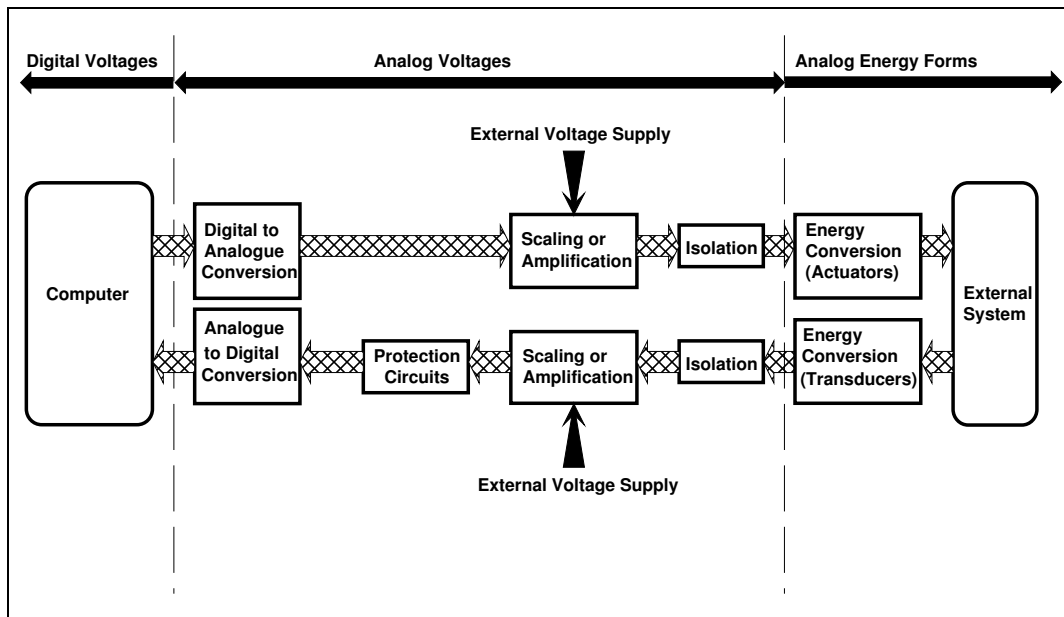 Digital Voltages
Analog Voltages
Analog Energy Forms
External Voltage Supply
Computer
Digital to
Analogue
Conversion
Scaling or
Amplification
Isolation
Energy
Conversion
(Actuators)
External
System
Analogue
to Digital
Conversion
Protection
Circuits
Scaling or
Amplification
Isolation
Energy
Conversion
(Transducers)
External Voltage Supply